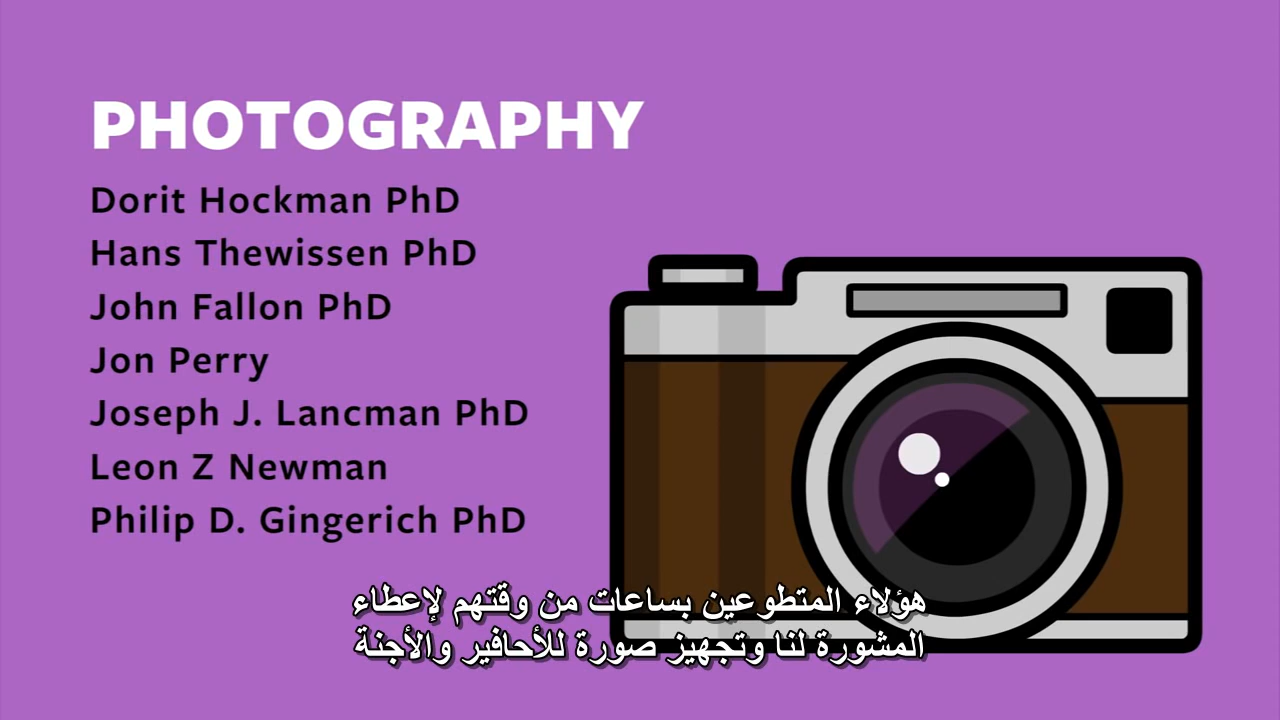 PHOTOGRAPHY
Dorit Hockman PhD
Hans Thewissen PhD
John Fallon PhD
Jon Perry
Joseph J. Lancman PhD
Leon Z Newman
Philip D. Gingerich PhD
هؤلاء المتطوعين بساعات من وقتهم لإعطاء
المشورة لنا وتجهيز صورة للأحافير والأجنة